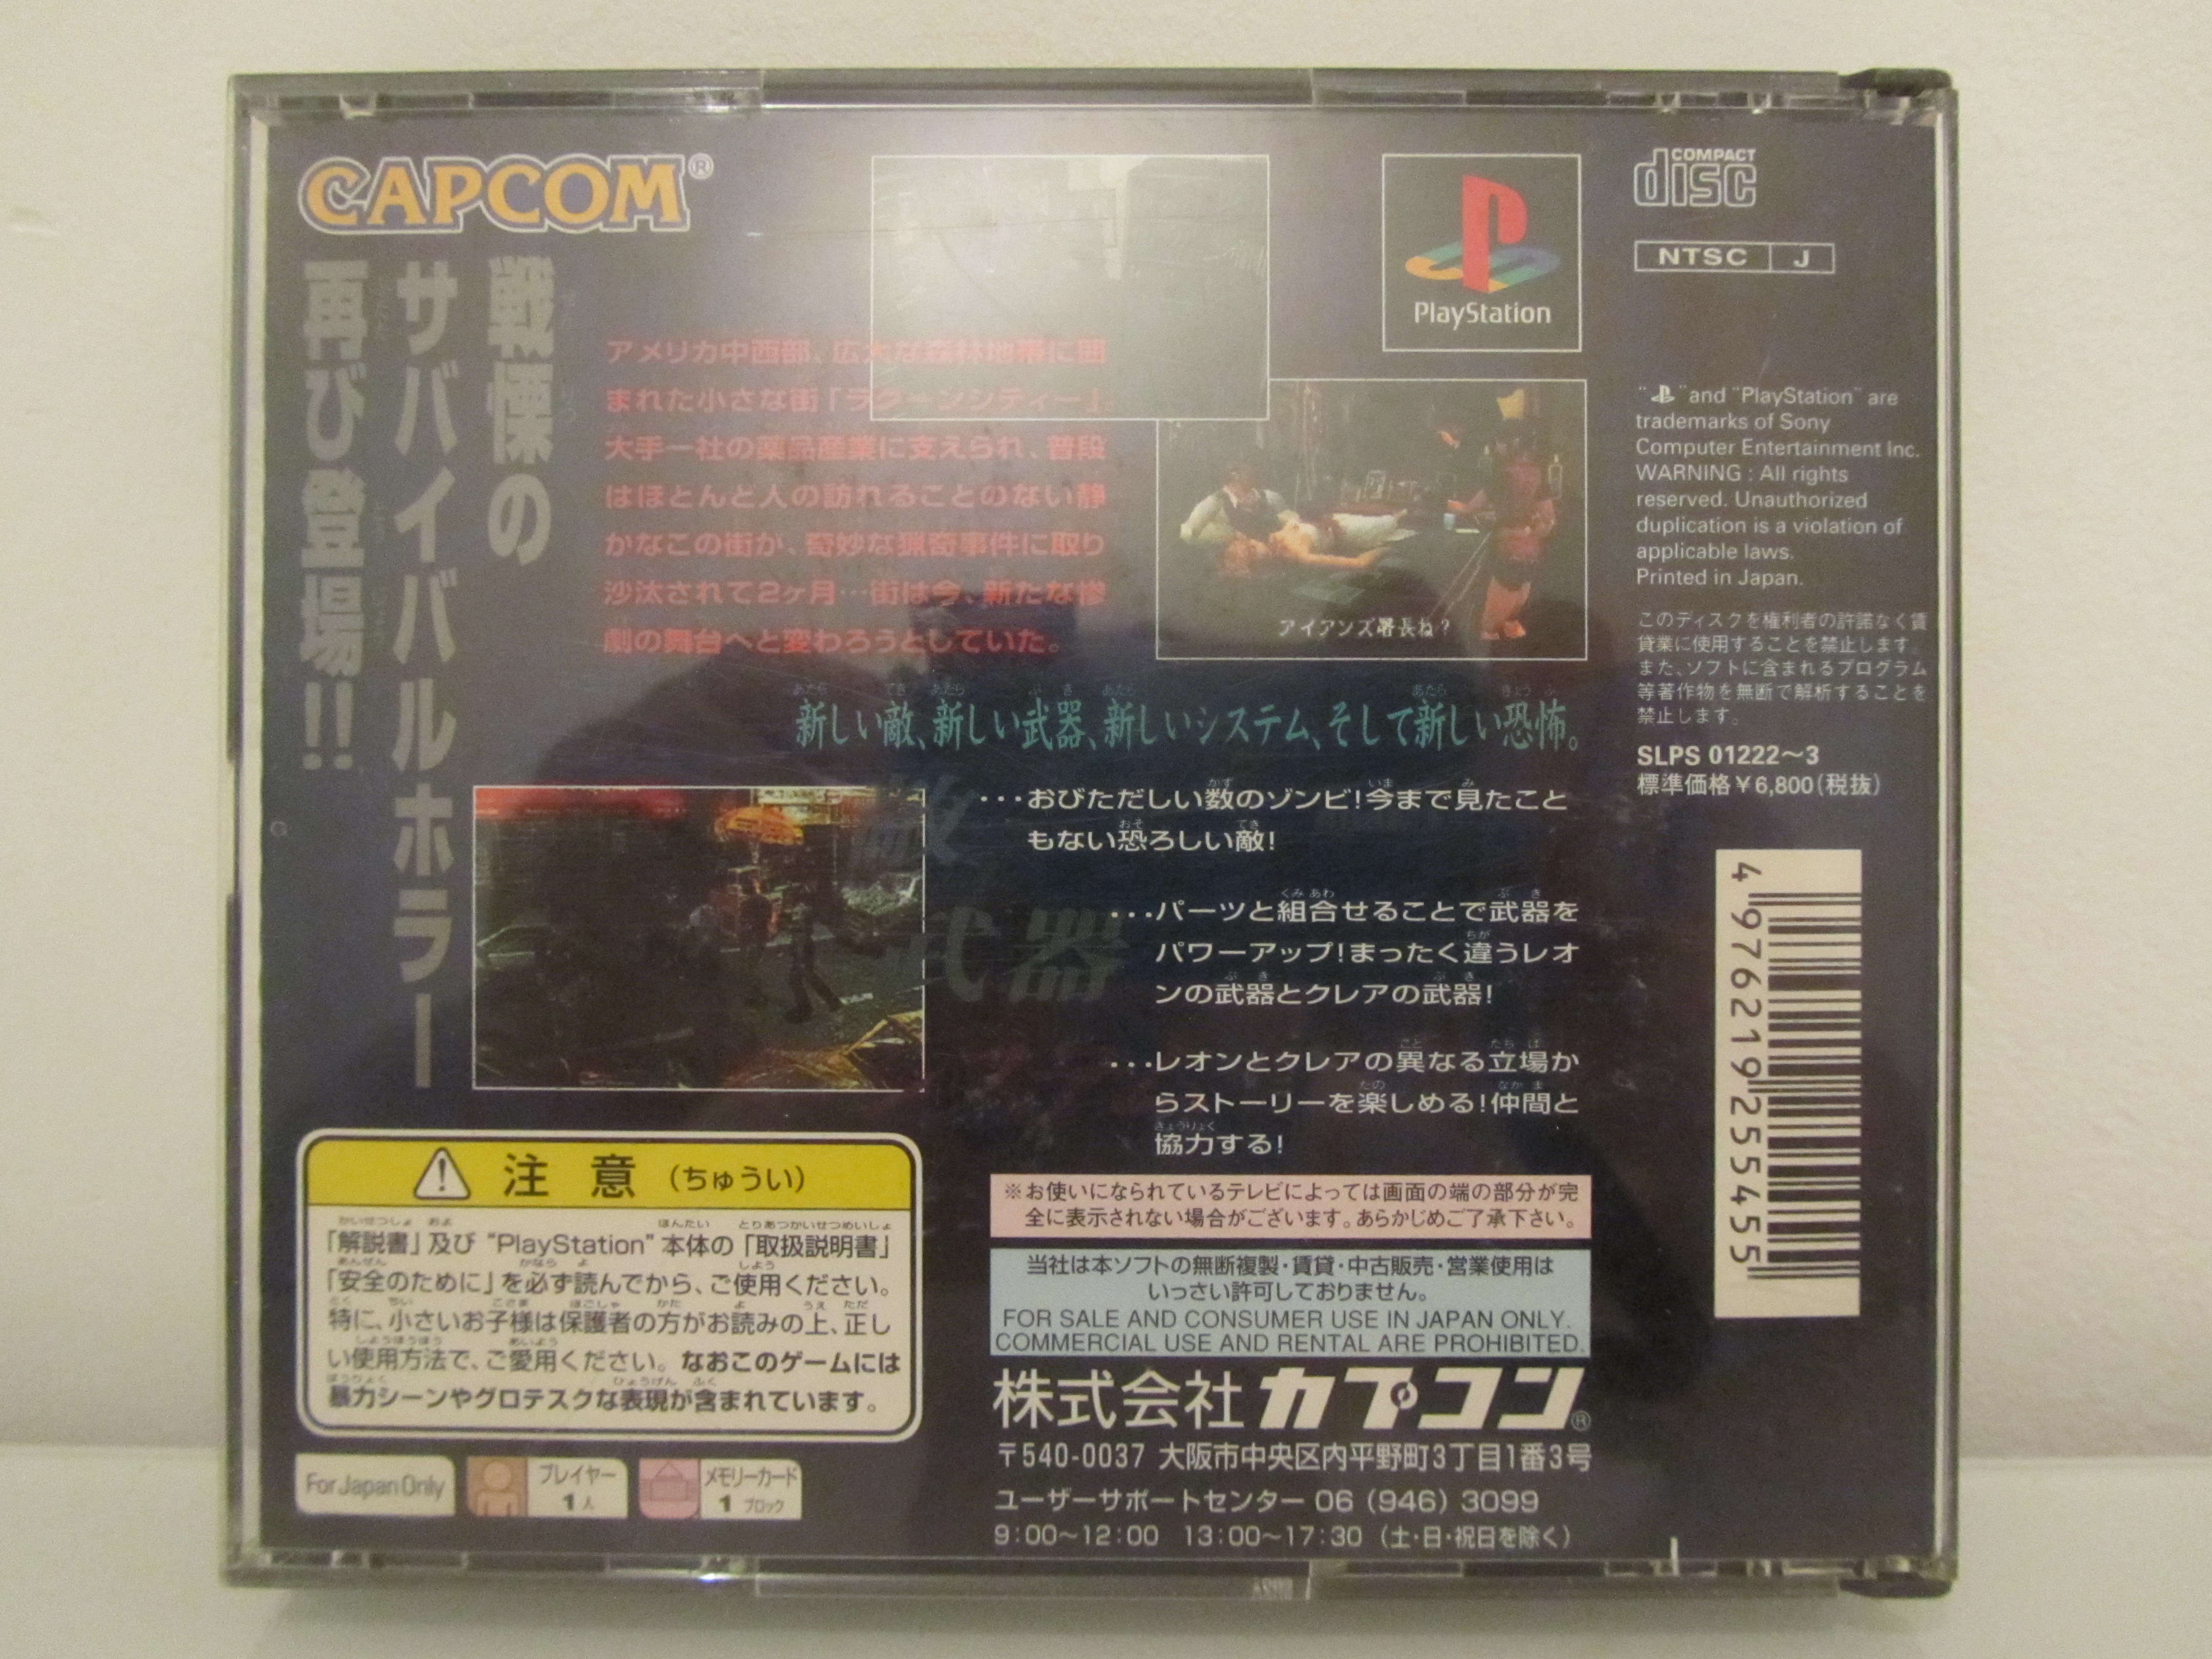 CAPCOM®
戦慄の
サバイバルホラー
再び登場!!
アメリカ中西部、広大な森林地帯に囲
まれた小さな街「ラクーンシティー」。
大手一社の薬品産業に支えられ、普段
はほとんど人の訪れることのない静
かなこの街が、奇妙な猟奇事件に取り
沙汰されて2ヶ月…街は今、新たな惨
劇の舞台へと変わろうとしていた。
PlayStation
アイアンズ署長ね?
新しい敵、新しい武器、新しいシステム、そして新しい恐怖。
敵
…おびただしい数のゾンビ!今まで見たこと
もない恐ろしい敵!
武器
…パーツと組合せることで武器を
パワーアップ!まったく違うレオ
ンの武器とクレアの武器!
…レオンとクレアの異なる立場か
らストーリーを楽しめる!仲間と
協力する!
注意(ちゅうい)
「解説書」及び“PlayStation”本体の「取扱説明書」
「安全のために」を必ず読んでから、ご使用ください。
特に、小さいお子様は保護者の方がお読みの上、正し
い使用方法で、ご愛用ください。なおこのゲームには
暴力シーンやグロテスクな表現が含まれています。
For Japan Only
プレイヤー
1人
メモリーカード
1ブロック
※お使いになられているテレビによっては画面の端の部分が完
全に表示されない場合がございます。あらかじめご了承下さい。
当社は本ソフトの無断複製・賃貸・中古販売・営業使用は
いっさい許可しておりません。
FOR SALE AND CONSUMER USE IN JAPAN ONLY.
COMMERCIAL USE AND RENTAL ARE PROHIBITED.
株式会社カプコン®
〒540-0037 大阪市中央区内平野町3丁目1番3号
ユーザーサポートセンター 06(946)3099
9:00〜12:00 13:00〜17:30(土・日・祝日を除く)
COMPACT
disc
NTSC J
“PS” and “PlayStation” are
trademarks of Sony
Computer Entertainment Inc.
WARNING : All rights
reserved. Unauthorized
duplication is a violation of
applicable laws.
Printed in Japan.
このディスクを権利者の許諾なく賃
貸業に使用することを禁止します。
また、ソフトに含まれるプログラム
等著作物を無断で解析することを
禁止します。
SLPS 01222〜3
標準価格¥6,800(税抜)
4976219255455